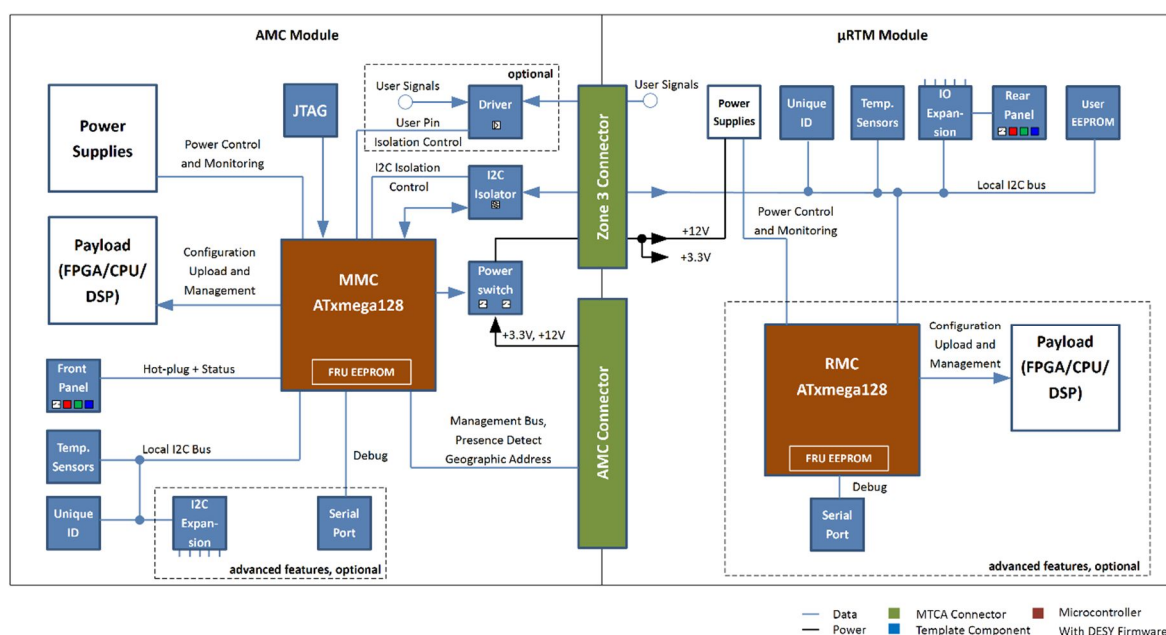 AMC Module
µRTM Module
optional
User Signals
Driver
User Pin
Isolation Control
User Signals
Power
Supplies
JTAG
Power Control
and Monitoring
I2C Isolation
Control
I2C
Isolator
Zone 3 Connector
Power
Supplies
Unique
ID
Temp.
Sensors
IO
Expan-
sion
Rear
Panel
User
EEPROM
Local I2C bus
Power Control
and Monitoring
+12V
+3.3V
Payload
(FPGA/CPU/
DSP)
Configuration
Upload and
Management
MMC
ATxmega128
FRU EEPROM
Power
switch
+3.3V, +12V
AMC Connector
Front
Panel
Hot-plug + Status
Temp.
Sensors
Local I2C Bus
Debug
Management Bus,
Presence Detect
Geographic Address
Unique
ID
I2C
Expan-
sion
Serial
Port
advanced features, optional
RMC
ATxmega128
FRU EEPROM
Configuration
Upload and
Management
Payload
(FPGA/CPU/
DSP)
Debug
Serial
Port
advanced features, optional
Data
MTCA Connector
Microcontroller
Power
Template Component
With DESY Firmware